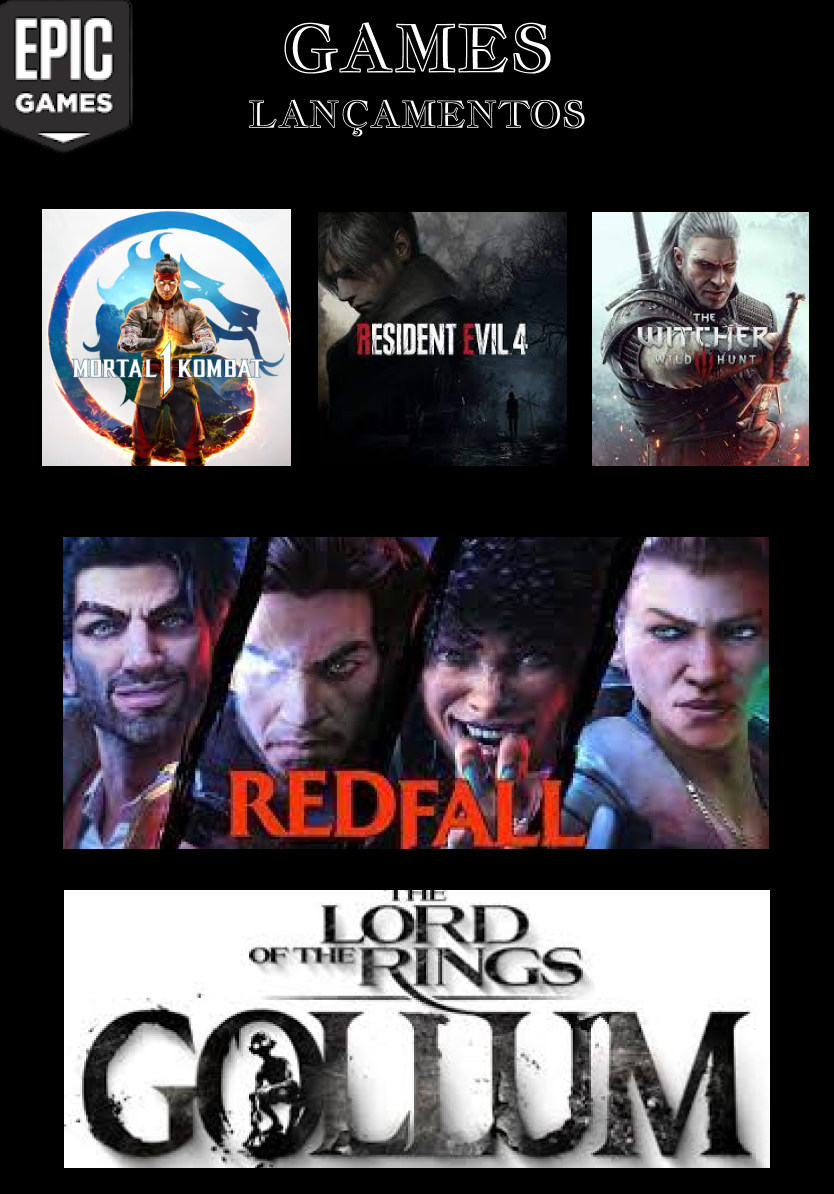 EPIC
GAMES
GAMES
LANÇAMENTOS
MORTAL 1 KOMBAT
RESIDENT EVIL 4
THE
WITCHER
WILD III HUNT
REDFALL
THE
LORD
OF THE RINGS
GOLLUM